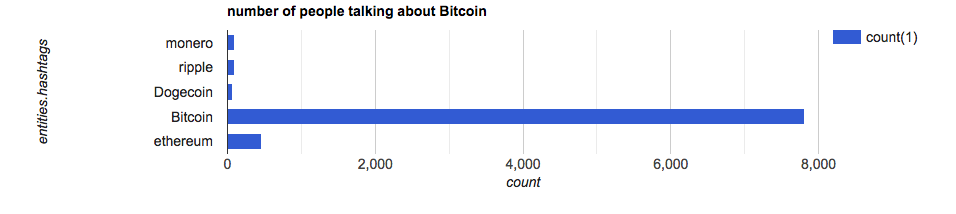 number of people talking about Bitcoin
entities.hashtags
monero
ripple
Dogecoin
Bitcoin
ethereum
0 2,000 4,000 6,000 8,000
count
count(1)